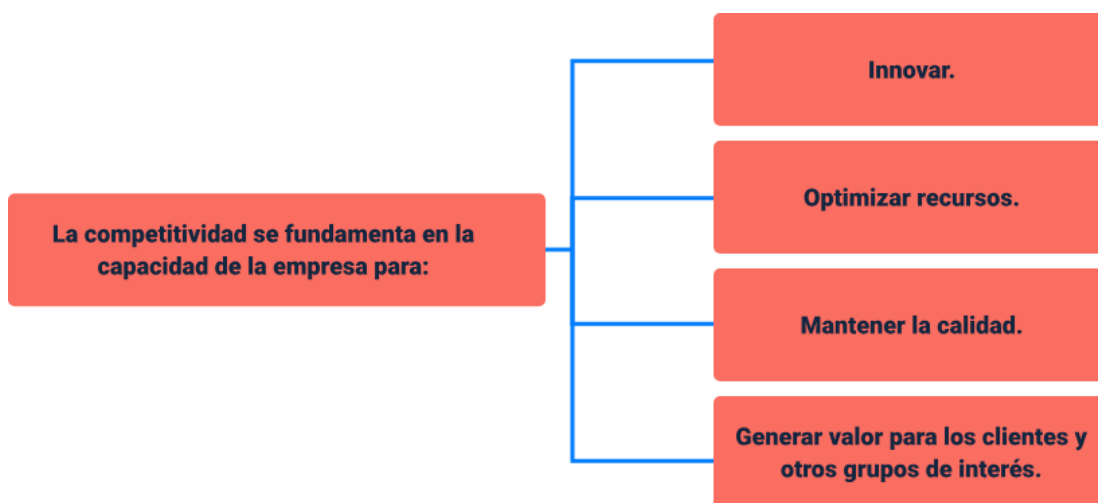 La competitividad se fundamenta en la
capacidad de la empresa para:
Innovar.
Optimizar recursos.
Mantener la calidad.
Generar valor para los clientes y
otros grupos de interés.